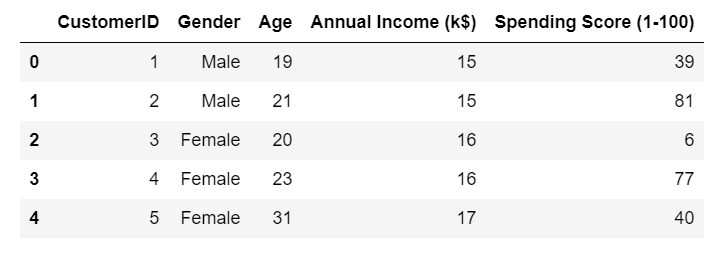 CustomerID Gender Age Annual Income (k$) Spending Score (1-100)
0 1 Male 19 15 39
1 2 Male 21 15 81
2 3 Female 20 16 6
3 4 Female 23 16 77
4 5 Female 31 17 40